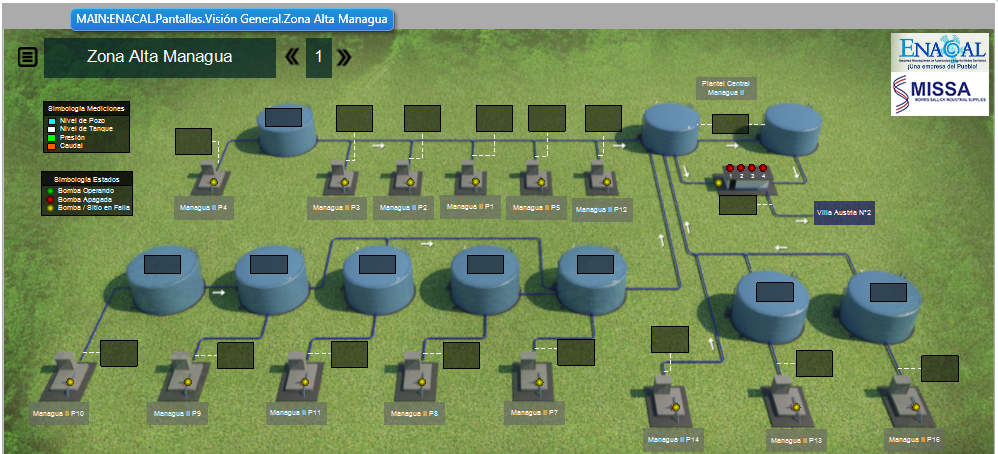 MAIN:ENACAL.Pantallas.Visión General.Zona Alta Managua
Zona Alta Managua
1
ENACAL
¡Una empresa del Pueblo!
MISSA
MORRIS SALLICK INDUSTRIAL SUPPLIES
Plantel Central
Managua II
Simbología Mediciones
Nivel de Pozo
Nivel de Tanque
Presión
Caudal
Simbología Estados
Bomba Operando
Bomba Apagada
Bomba / Sitio en Falla
1 2 3 4
Managua II P4
Managua II P3
Managua II P2
Managua II P1
Managua II P5
Managua II P12
Villa Austria N°2
Managua II P10
Managua II P9
Managua II P11
Managua II P8
Managua II P7
Managua II P14
Managua II P13
Managua II P16